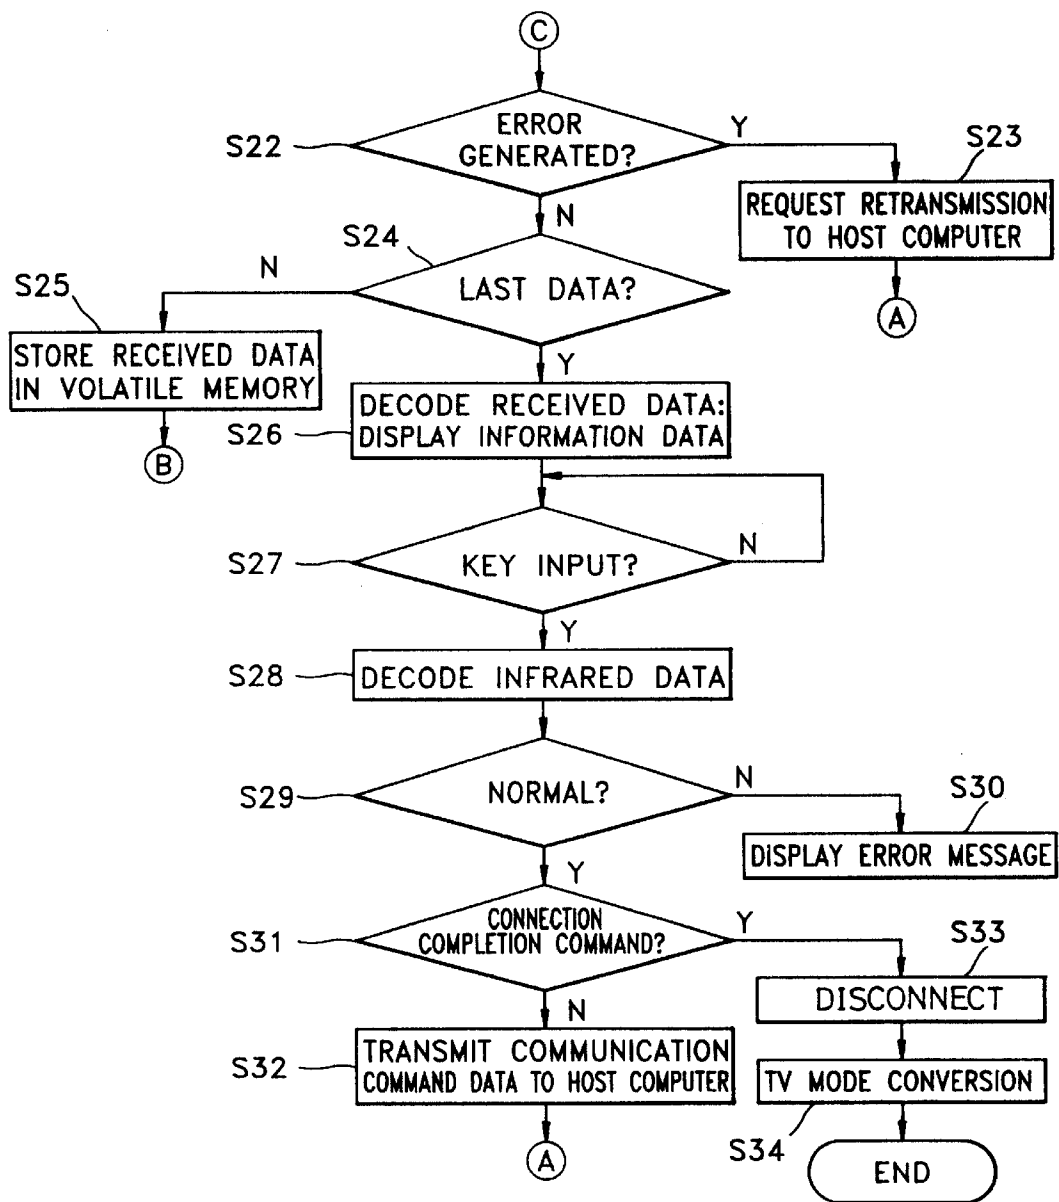 C
S22
ERROR
GENERATED?
Y
S23
REQUEST RETRANSMISSION
TO HOST COMPUTER
A
N
S24
LAST DATA?
N
S25
STORE RECEIVED DATA
IN VOLATILE MEMORY
B
Y
S26
DECODE RECEIVED DATA:
DISPLAY INFORMATION DATA
S27
KEY INPUT?
N
Y
S28
DECODE INFRARED DATA
S29
NORMAL?
N
S30
DISPLAY ERROR MESSAGE
Y
S31
CONNECTION
COMPLETION COMMAND?
Y
S33
DISCONNECT
N
S32
TRANSMIT COMMUNICATION
COMMAND DATA TO HOST COMPUTER
A
TV MODE CONVERSION
S34
END